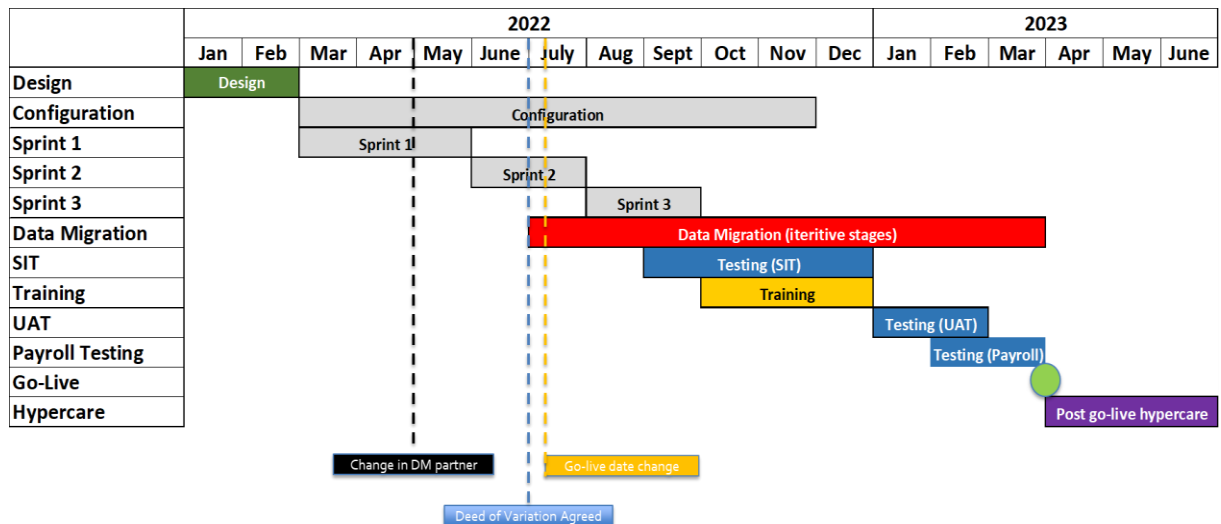 2022 2023
Jan Feb Mar Apr May June July Aug Sept Oct Nov Dec Jan Feb Mar Apr May June
Design Design
Configuration Configuration
Sprint 1 Sprint 1
Sprint 2 Sprint 2
Sprint 3 Sprint 3
Data Migration Data Migration (iteritive stages)
SIT Testing (SIT)
Training Training
UAT Testing (UAT)
Payroll Testing Testing (Payroll)
Go-Live
Hypercare Post go-live hypercare
Change in DM partner Go-live date change
Deed of Variation Agreed